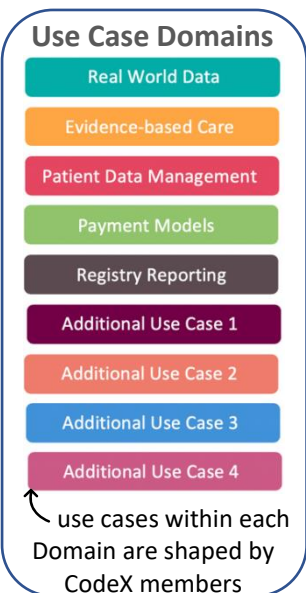 Use Case Domains
Real World Data
Evidence-based Care
Patient Data Management
Payment Models
Registry Reporting
Additional Use Case 1
Additional Use Case 2
Additional Use Case 3
Additional Use Case 4
use cases within each
Domain are shaped by
CodeX members